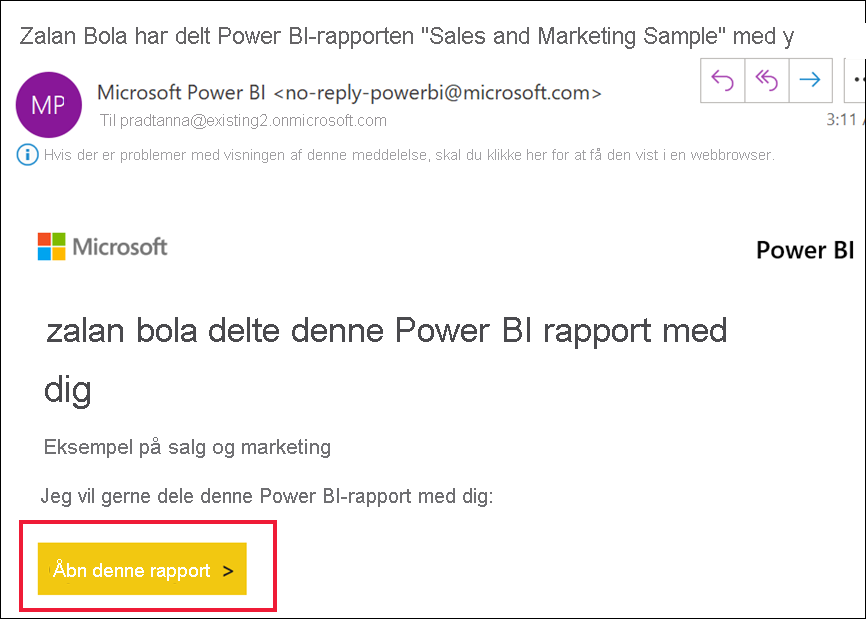 Zalan Bola har delt Power BI-rapporten "Sales and Marketing Sample" med y
MP
Microsoft Power BI <no-reply-powerbi@microsoft.com>
Til pradtanna@existing2.onmicrosoft.com
3:11
Hvis der er problemer med visningen af denne meddelelse, skal du klikke her for at få den vist i en webbrowser.
Microsoft
Power BI
zalan bola delte denne Power BI rapport med
dig
Eksempel på salg og marketing
Jeg vil gerne dele denne Power BI-rapport med dig:
Åbn denne rapport >